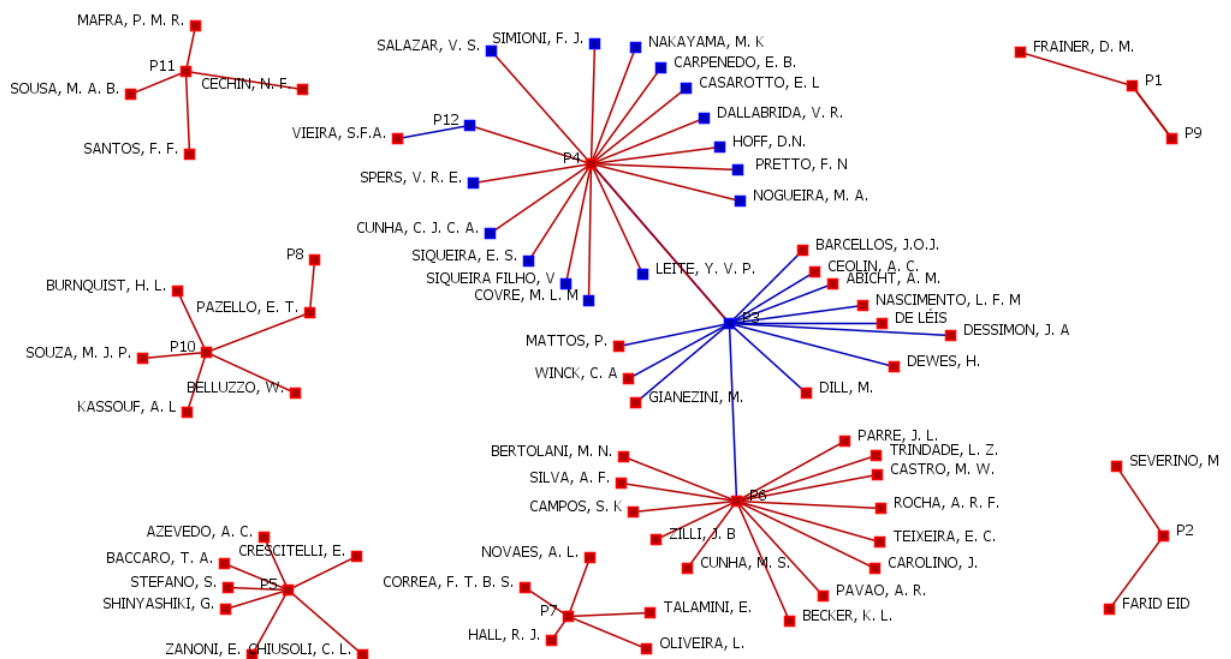 MAFRA, P. M. R.
P11
CECHIN, N. F.
SOUSA, M. A. B.
SANTOS, F. F.
SALAZAR, V. S.
SIMIONI, F. J.
NAKAYAMA, M. K
CARPENEDO, E. B.
CASAROTTO, E. L
DALLABRIDA, V. R.
HOFF, D.N.
PRETTO, F. N
NOGUEIRA, M. A.
P12
VIEIRA, S.F.A.
P4
SPERS, V. R. E.
CUNHA, C. J. C. A.
SIQUEIRA, E. S.
SIQUEIRA FILHO, V
COVRE, M. L. M
LEITE, Y. V. P.
FRAINER, D. M.
P1
P9
P8
BURNQUIST, H. L.
PAZELLO, E. T.
SOUZA, M. J. P.
P10
BELLUZZO, W.
KASSOUF, A. L
BARCELLOS, J.O.J.
CEOLIN, A. C.
ABICHT, A. M.
NASCIMENTO, L. F. M
DE LÉIS
DESSIMON, J. A
P3
MATTOS, P.
WINCK, C. A
GIANEZINI, M.
DEWES, H.
DILL, M.
PARRE, J. L.
TRINDADE, L. Z.
CASTRO, M. W.
BERTOLANI, M. N.
SILVA, A. F.
CAMPOS, S. K
P6
ROCHA, A. R. F.
ZILLI, J. B
TEIXEIRA, E. C.
CUNHA, M. S.
CAROLINO, J.
PAVAO, A. R.
BECKER, K. L.
SEVERINO, M
P2
FARID EID
AZEVEDO, A. C.
CRESCITELLI, E.
BACCARO, T. A.
STEFANO, S.
P5
SHINYASHIKI, G.
ZANONI, E.
CHIUSOLI, C. L.
NOVAES, A. L.
CORREA, F. T. B. S.
P7
TALAMINI, E.
HALL, R. J.
OLIVEIRA, L.